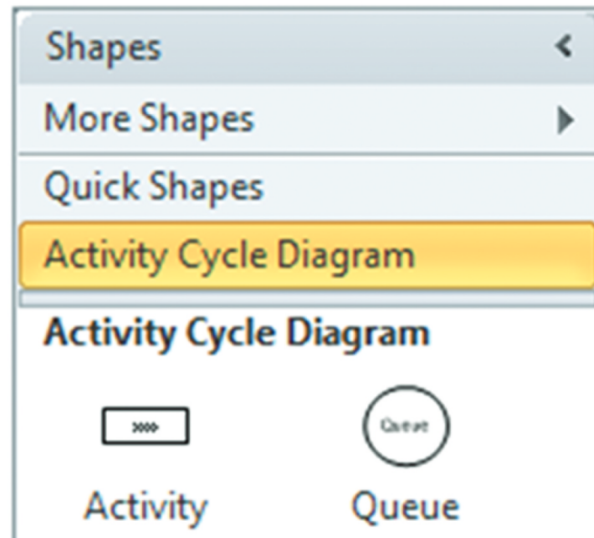 Shapes
More Shapes
Quick Shapes
Activity Cycle Diagram
Activity Cycle Diagram
Queue
Activity Queue